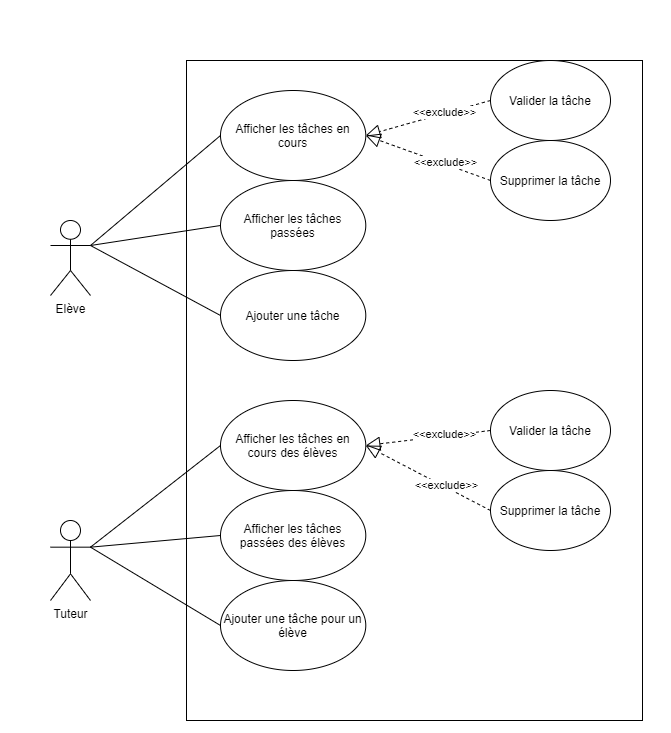 Valider la tâche
<<exclude>>
Afficher les tâches en
cours
<<exclude>>
Supprimer la tâche
Afficher les tâches
passées
Elève
Ajouter une tâche
Valider la tâche
<<exclude>>
Afficher les tâches en
cours des élèves
<<exclude>>
Supprimer la tâche
Afficher les tâches
passées des élèves
Tuteur
Ajouter une tâche pour un
élève